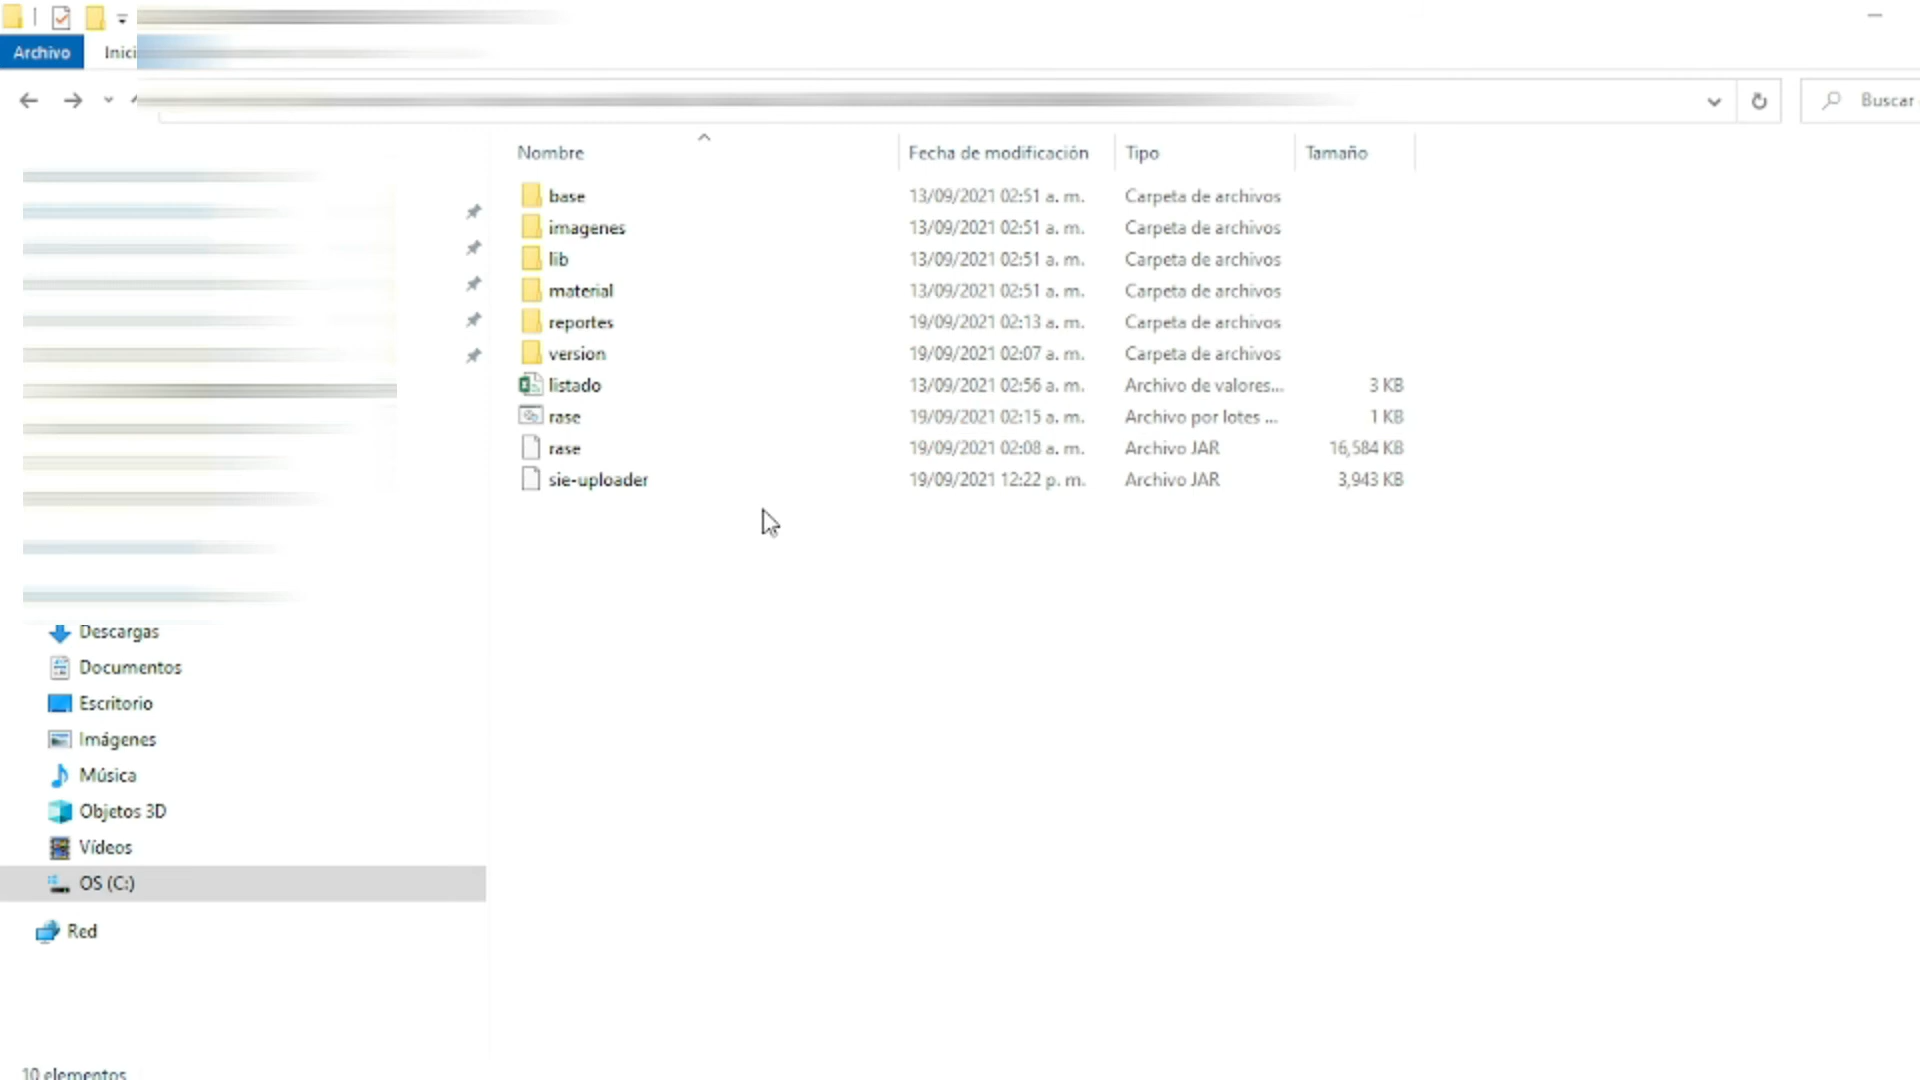 Archivo Inici
Buscar
Nombre Fecha de modificación Tipo Tamaño
base 13/09/2021 02:51 a. m. Carpeta de archivos
imagenes 13/09/2021 02:51 a. m. Carpeta de archivos
lib 13/09/2021 02:51 a. m. Carpeta de archivos
material 13/09/2021 02:51 a. m. Carpeta de archivos
reportes 19/09/2021 02:13 a. m. Carpeta de archivos
version 19/09/2021 02:07 a. m. Carpeta de archivos
listado 13/09/2021 02:56 a. m. Archivo de valores... 3 KB
rase 19/09/2021 02:15 a. m. Archivo por lotes ... 1 KB
rase 19/09/2021 02:08 a. m. Archivo JAR 16,584 KB
sie-uploader 19/09/2021 12:22 p. m. Archivo JAR 3,943 KB
Descargas
Documentos
Escritorio
Imágenes
Música
Objetos 3D
Vídeos
OS (C:)
Red
10 elementos